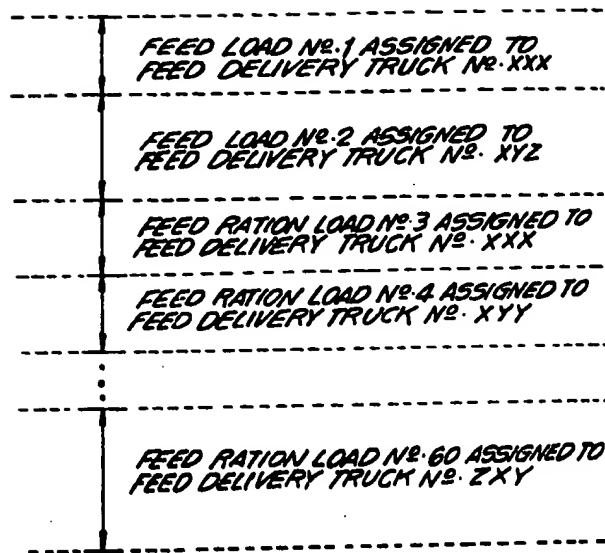 FEED LOAD Nº.1 ASSIGNED TO
FEED DELIVERY TRUCK Nº.XXX
FEED LOAD Nº.2 ASSIGNED TO
FEED DELIVERY TRUCK Nº. XYZ
FEED RATION LOAD Nº.3 ASSIGNED TO
FEED DELIVERY TRUCK Nº. XXX
FEED RATION LOAD Nº.4 ASSIGNED TO
FEED DELIVERY TRUCK Nº. XYY
FEED RATION LOAD Nº.60 ASSIGNED TO
FEED DELIVERY TRUCK Nº. ZXY